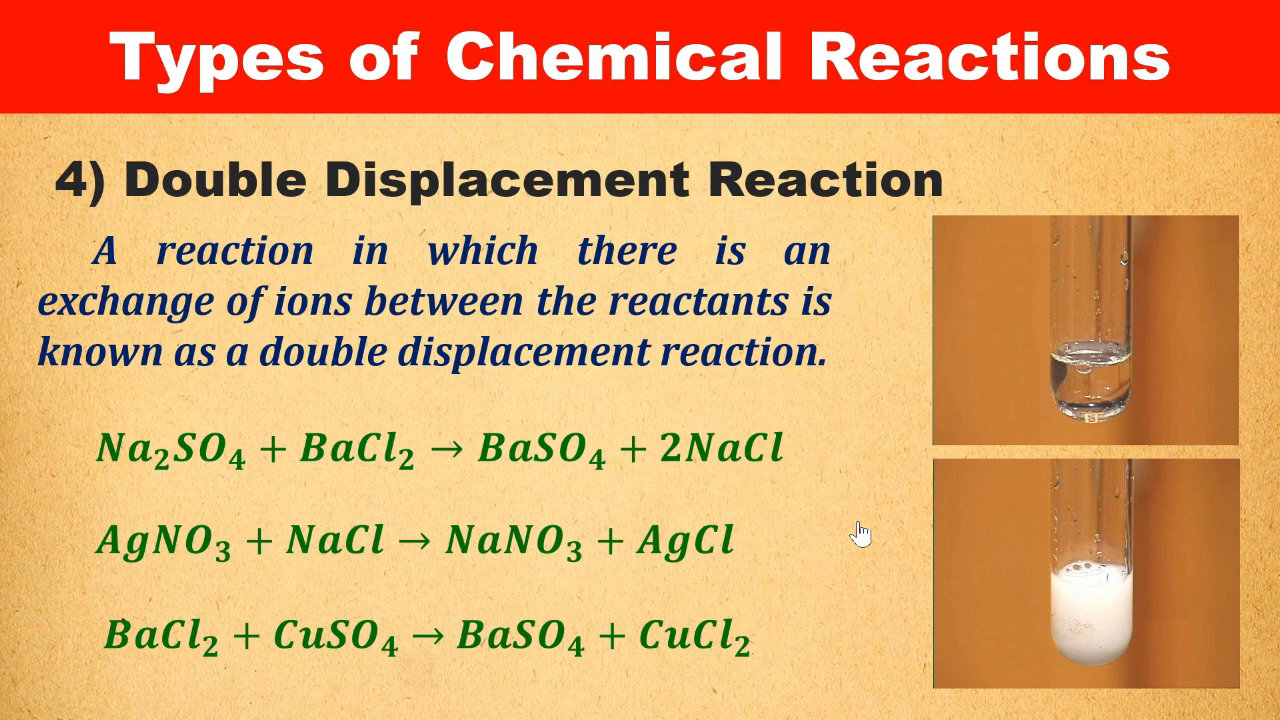 Types of Chemical Reactions
4) Double Displacement Reaction
A reaction in which there is an
exchange of ions between the reactants is
known as a double displacement reaction.
Na₂SO₄ + BaCl₂ → BaSO₄ + 2NaCl
AgNO₃ + NaCl → NaNO₃ + AgCl
BaCl₂ + CuSO₄ → BaSO₄ + CuCl₂